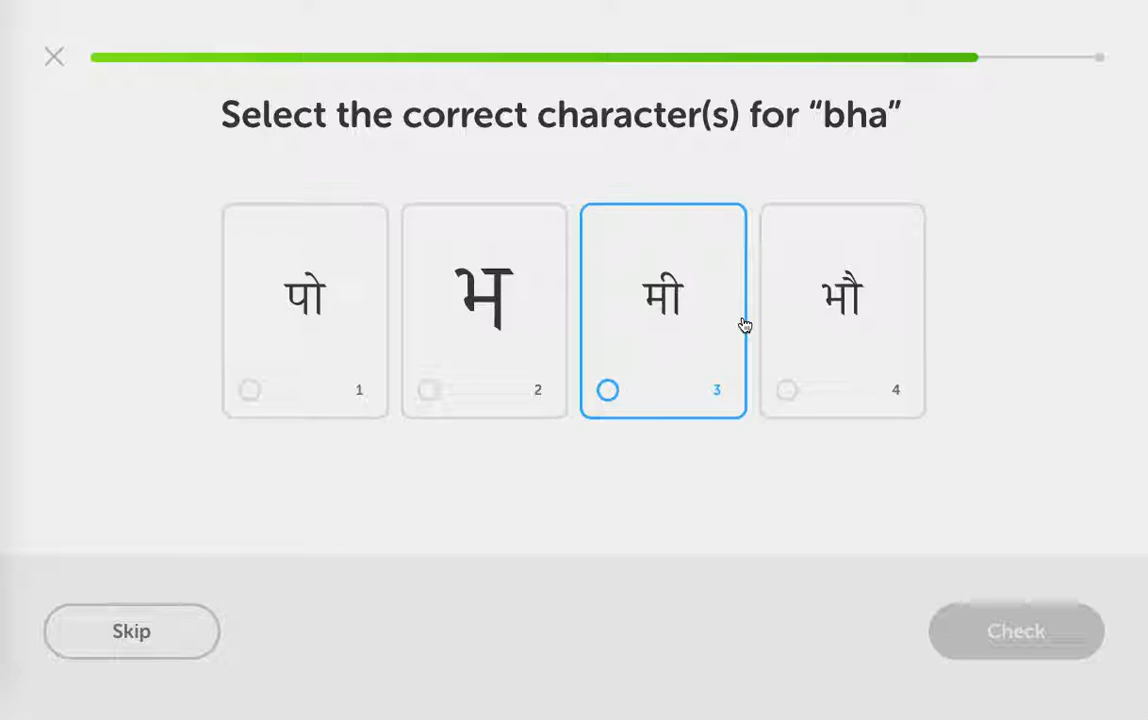 Select the correct character(s) for “bha”
पो भ मी भौ
1 2 3 4
Skip Check